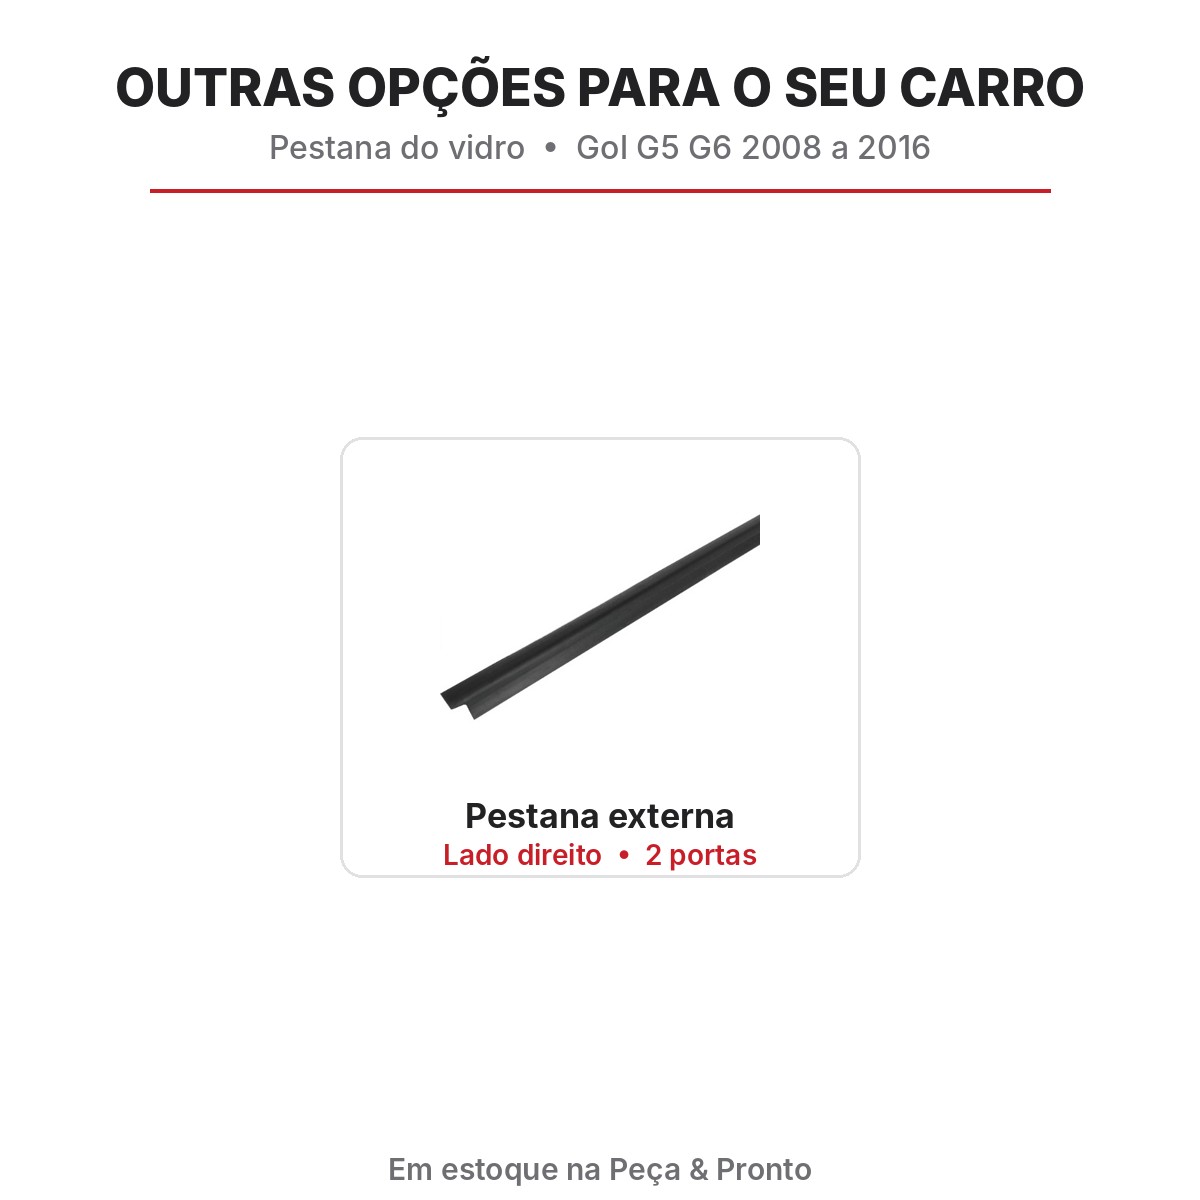 OUTRAS OPÇÕES PARA O SEU CARRO
Pestana do vidro • Gol G5 G6 2008 a 2016
Pestana externa
Lado direito • 2 portas
Em estoque na Peça & Pronto